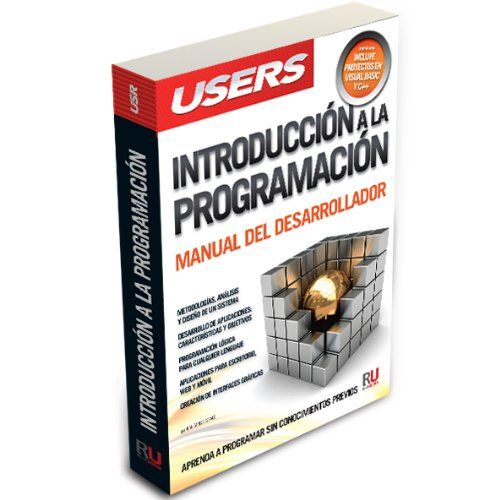 USR
INTRODUCCIÓN A LA PROGRAMACIÓN
RU
USERS
INCLUYE
PROYECTOS EN
VISUAL BASIC
Y C++
INTRODUCCIÓN A LA
PROGRAMACIÓN
MANUAL DEL DESARROLLADOR
METODOLOGÍAS, ANÁLISIS
Y DISEÑO DE UN SISTEMA
DESARROLLO DE APLICACIONES:
CARACTERÍSTICAS Y OBJETIVOS
PROGRAMACIÓN LÓGICA
PARA CUALQUIER LENGUAJE
APLICACIONES PARA ESCRITORIO,
WEB Y MÓVIL
CREACIÓN DE INTERFACES GRÁFICAS
RU
APRENDA A PROGRAMAR SIN CONOCIMIENTOS PREVIOS